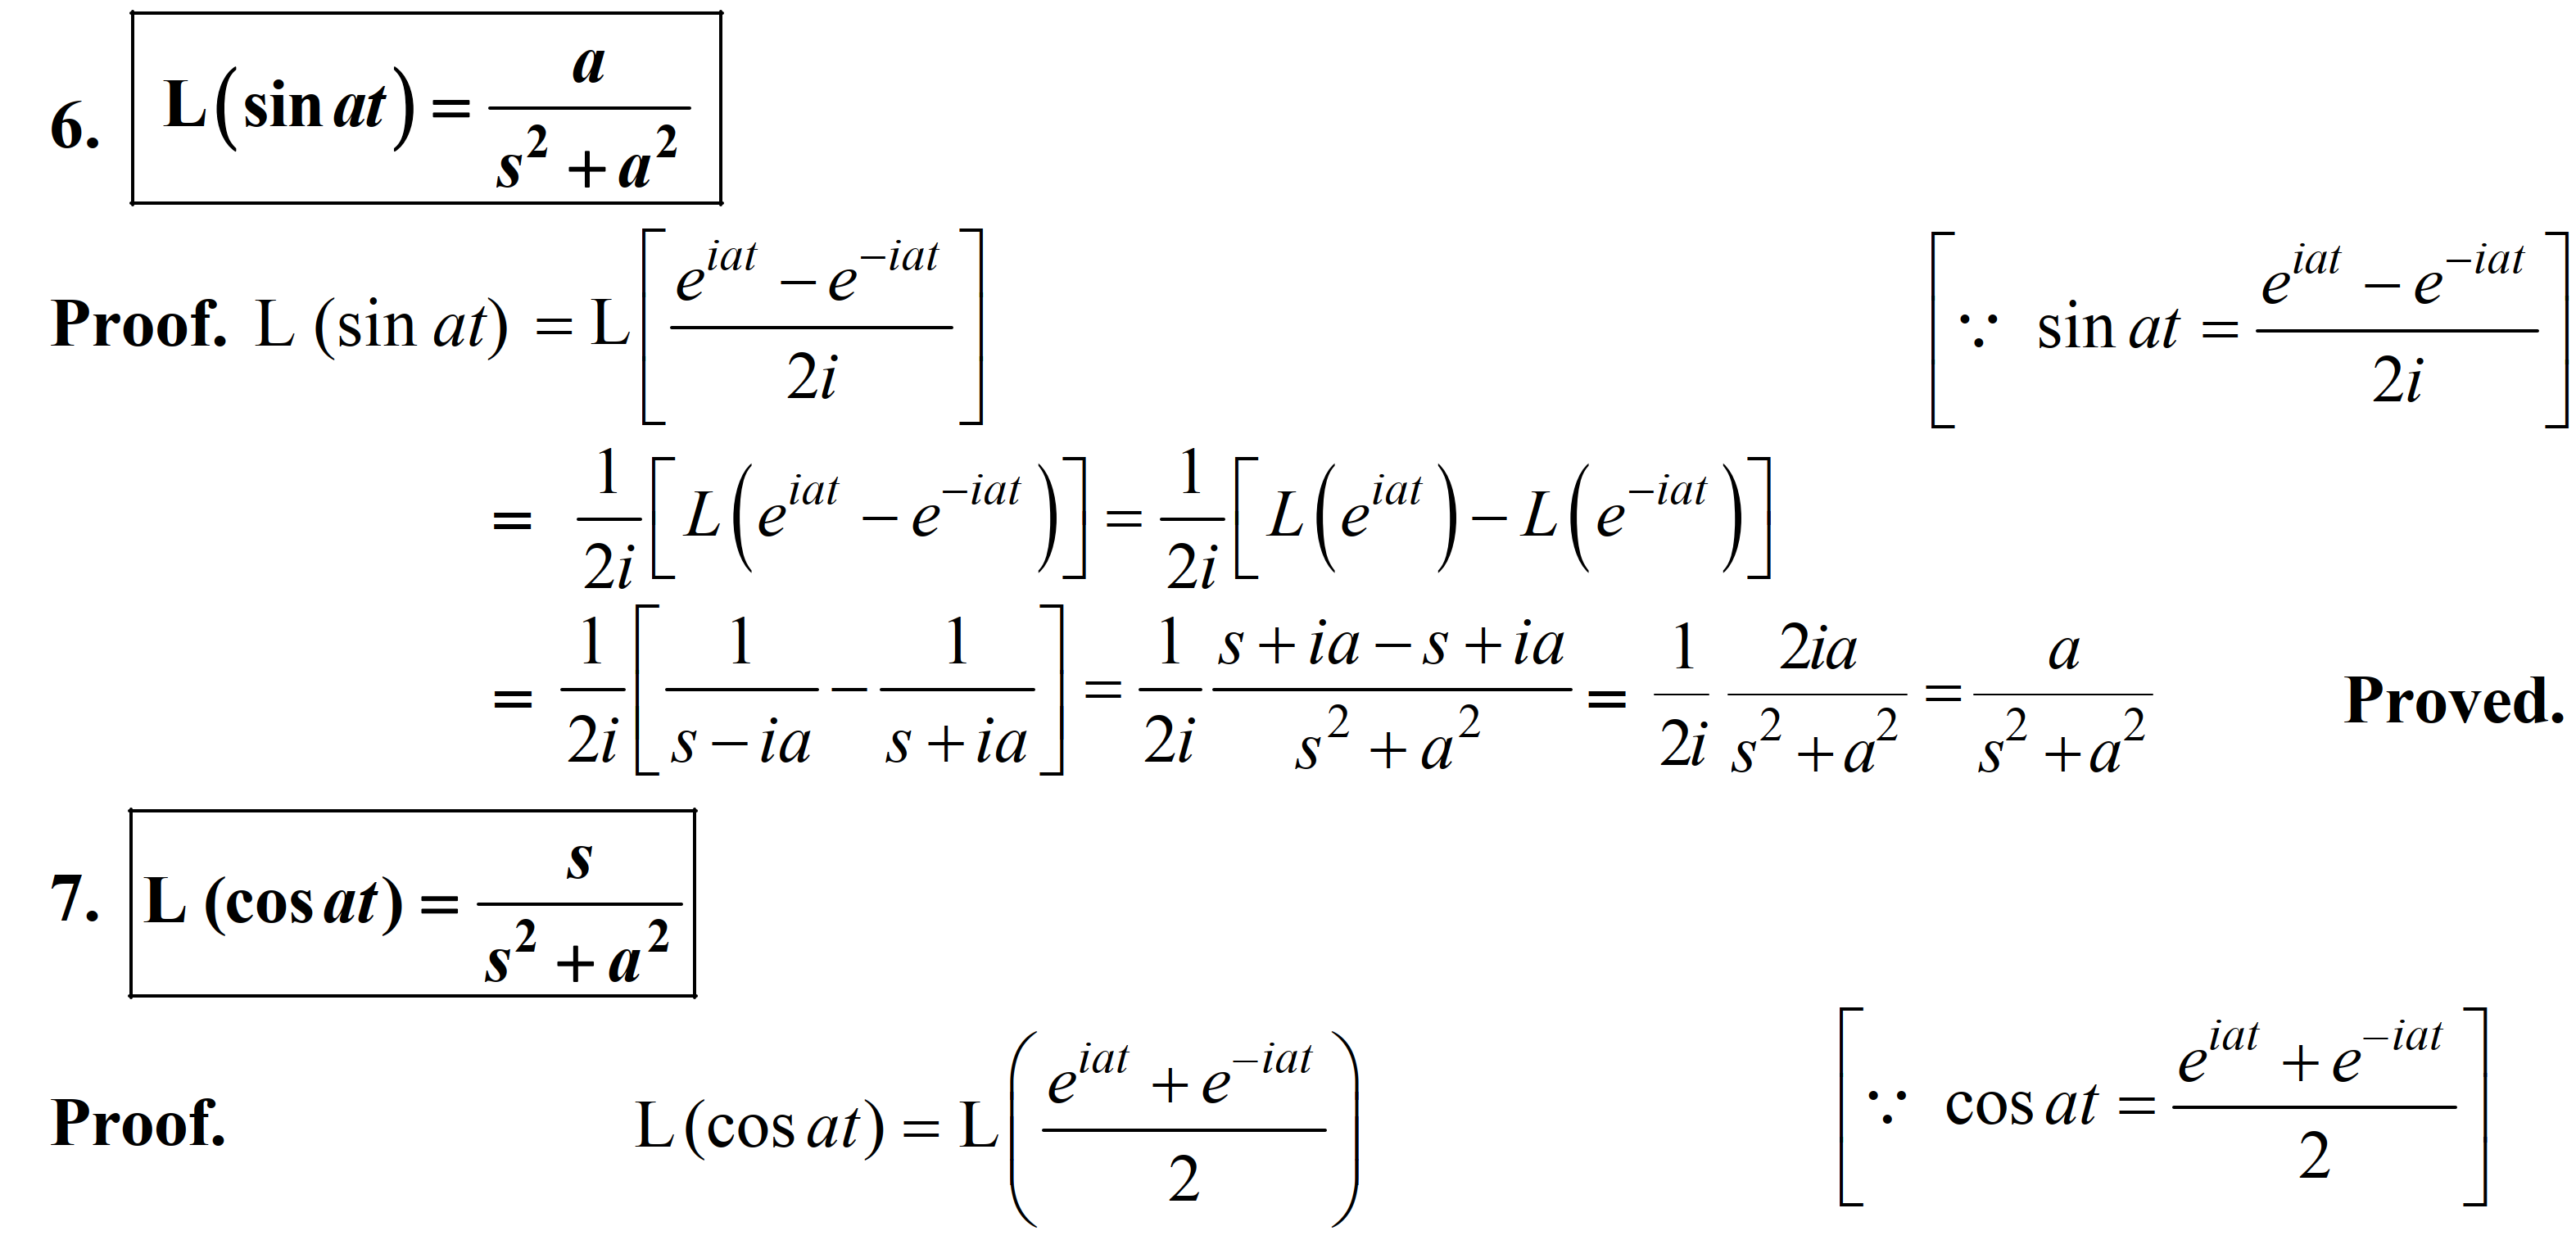 6. L(sin at) = a/(s² + a²)
Proof. L (sin at) = L[(e^{iat} − e^{−iat})/2i] [∵ sin at = (e^{iat} − e^{−iat})/2i]
= 1/2i [L(e^{iat} − e^{−iat})] = 1/2i [L(e^{iat}) − L(e^{−iat})]
= 1/2i [1/(s − ia) − 1/(s + ia)] = 1/2i (s + ia − s + ia)/(s² + a²) = 1/2i 2ia/(s² + a²) = a/(s² + a²) Proved.
7. L (cos at) = s/(s² + a²)
Proof. L(cos at) = L((e^{iat} + e^{−iat})/2) [∵ cos at = (e^{iat} + e^{−iat})/2]